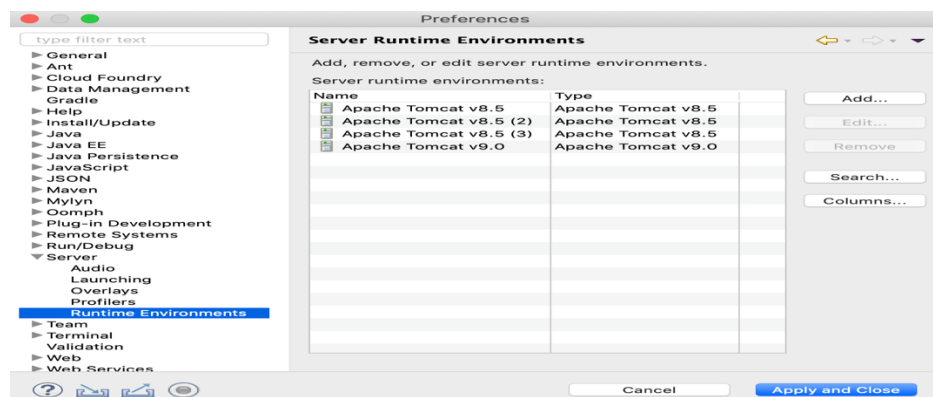 Preferences
type filter text
General
Ant
Cloud Foundry
Data Management
Gradle
Help
Install/Update
Java
Java EE
Java Persistence
JavaScript
JSON
Maven
Mylyn
Oomph
Plug-in Development
Remote Systems
Run/Debug
Server
Audio
Launching
Overlays
Profilers
Runtime Environments
Team
Terminal
Validation
Web
Web Services
Server Runtime Environments
Add, remove, or edit server runtime environments.
Server runtime environments:
Name Type
Apache Tomcat v8.5 Apache Tomcat v8.5
Apache Tomcat v8.5 (2) Apache Tomcat v8.5
Apache Tomcat v8.5 (3) Apache Tomcat v8.5
Apache Tomcat v9.0 Apache Tomcat v9.0
Add...
Edit...
Remove
Search...
Columns...
?
Cancel Apply and Close